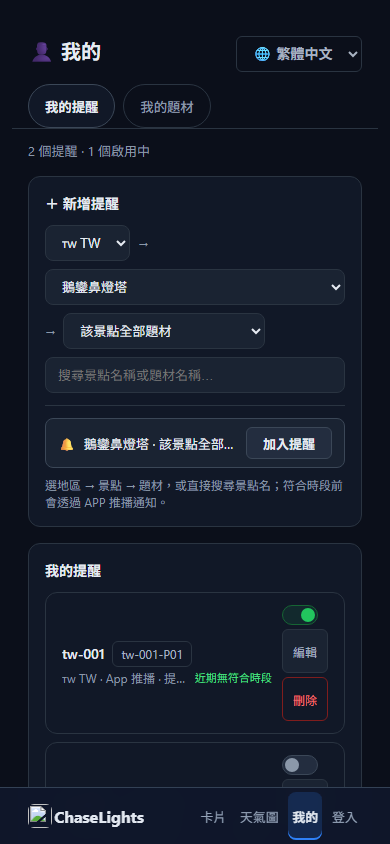 我的
繁體中文
我的提醒 我的題材
2 個提醒 · 1 個啟用中
＋ 新增提醒
TW TW →
鵝鑾鼻燈塔
→ 該景點全部題材
搜尋景點名稱或題材名稱…
鵝鑾鼻燈塔 · 該景點全部... 加入提醒
選地區 → 景點 → 題材，或直接搜尋景點名；符合時段前
會透過 APP 推播通知。
我的提醒
tw-001 tw-001-P01
TW TW · App 推播 · 提... 近期無符合時段
編輯
刪除
ChaseLights 卡片 天氣圖 我的 登入